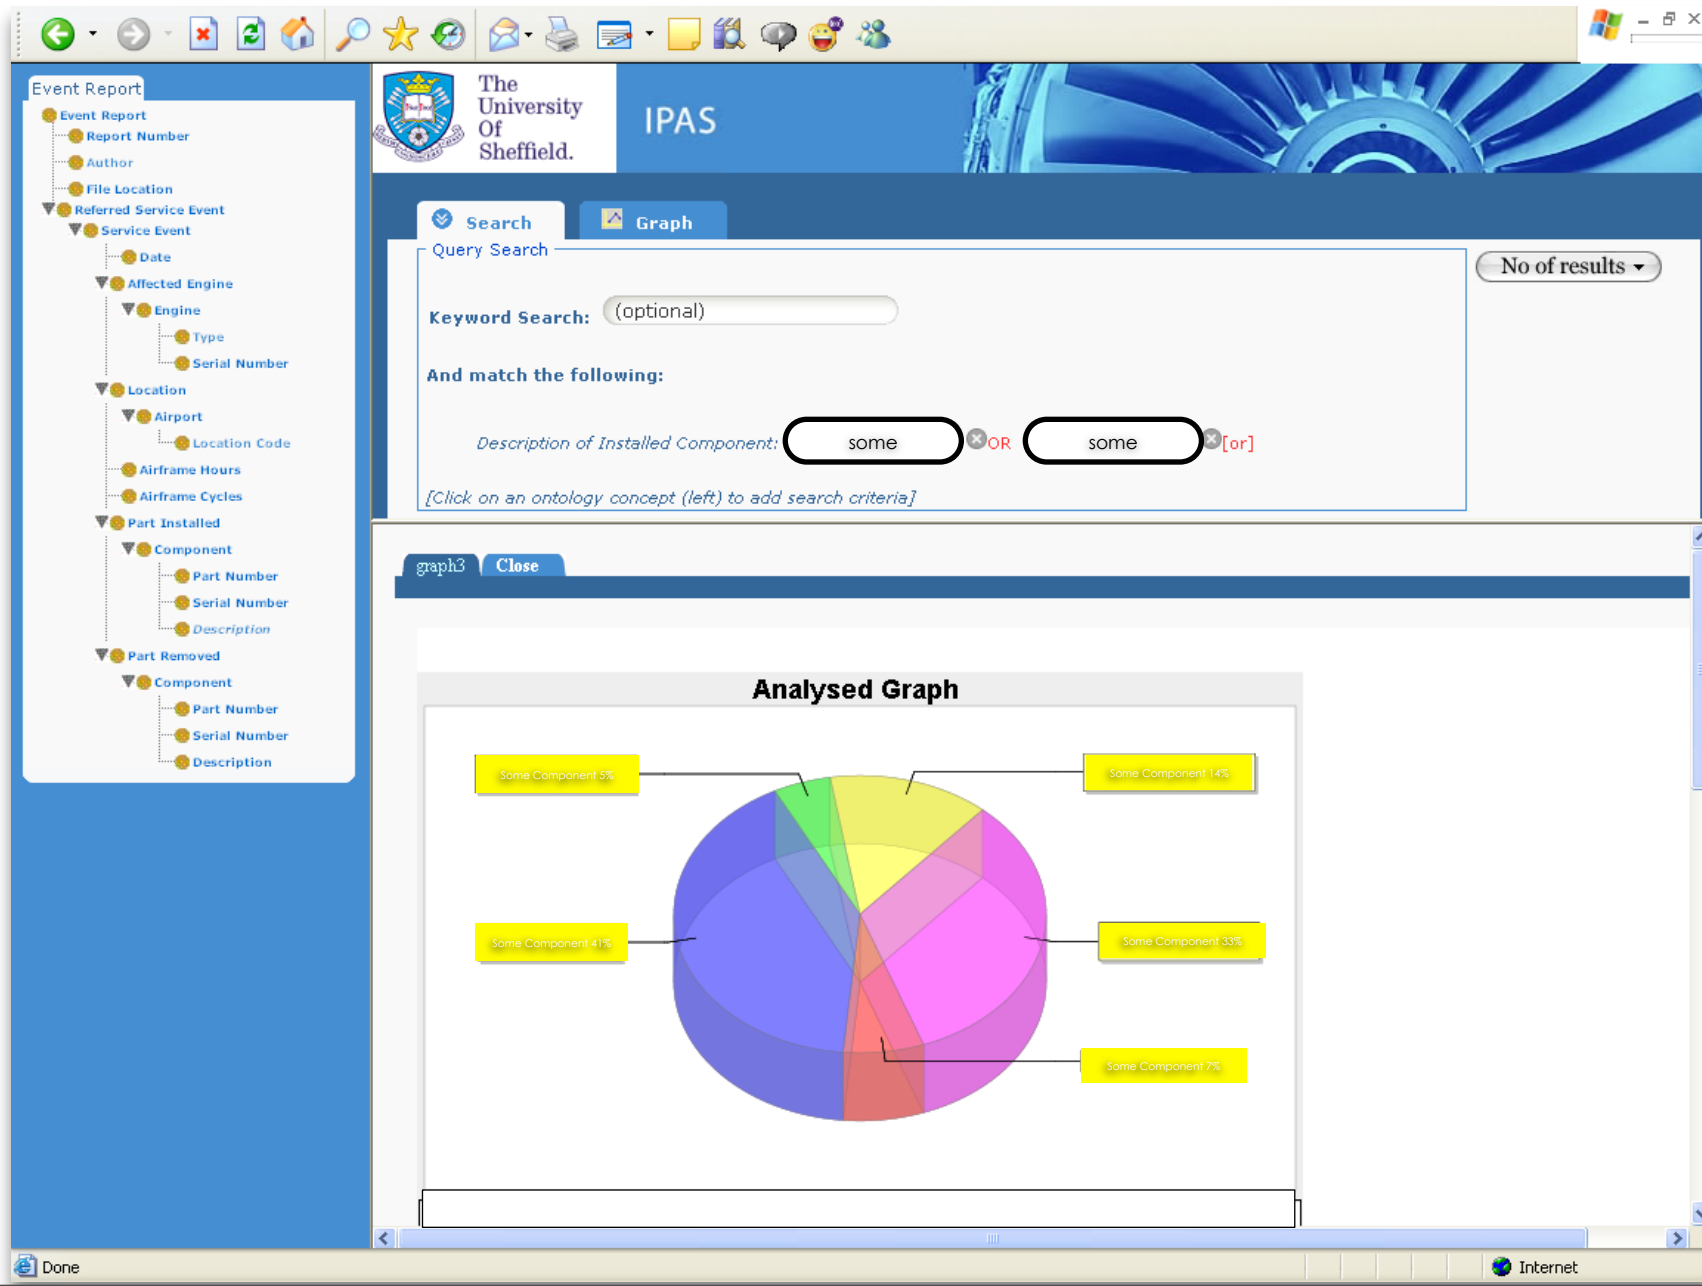 Event Report
Event Report
Report Number
Author
File Location
Referred Service Event
Service Event
Date
Affected Engine
Engine
Type
Serial Number
Location
Airport
Location Code
Airframe Hours
Airframe Cycles
Part Installed
Component
Part Number
Serial Number
Description
Part Removed
Component
Part Number
Serial Number
Description
The
University
Of
Sheffield.
IPAS
Search
Graph
Query Search
No of results
Keyword Search: (optional)
And match the following:
Description of Installed Component: some OR some [or]
[Click on an ontology concept (left) to add search criteria]
graph3 Close
Analysed Graph
Some Component 5%
Some Component 14%
Some Component 41%
Some Component 33%
Some Component 7%
Done
Internet